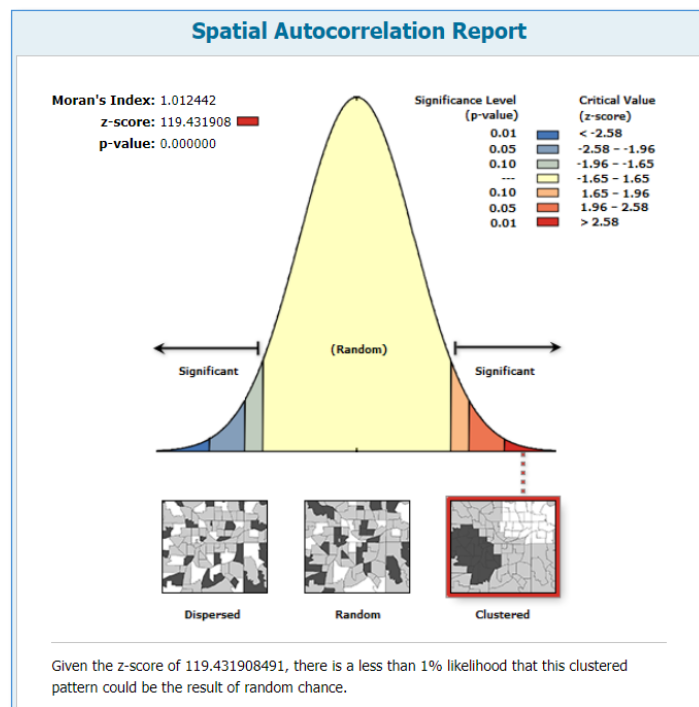 Spatial Autocorrelation Report
Moran's Index: 1.012442
z-score: 119.431908
p-value: 0.000000
Significance Level
(p-value)
Critical Value
(z-score)
0.01 < -2.58
0.05 -2.58 – -1.96
0.10 -1.96 – -1.65
--- -1.65 – 1.65
0.10 1.65 – 1.96
0.05 1.96 – 2.58
0.01 > 2.58
(Random)
Significant
Significant
Dispersed
Random
Clustered
Given the z-score of 119.431908491, there is a less than 1% likelihood that this clustered
pattern could be the result of random chance.